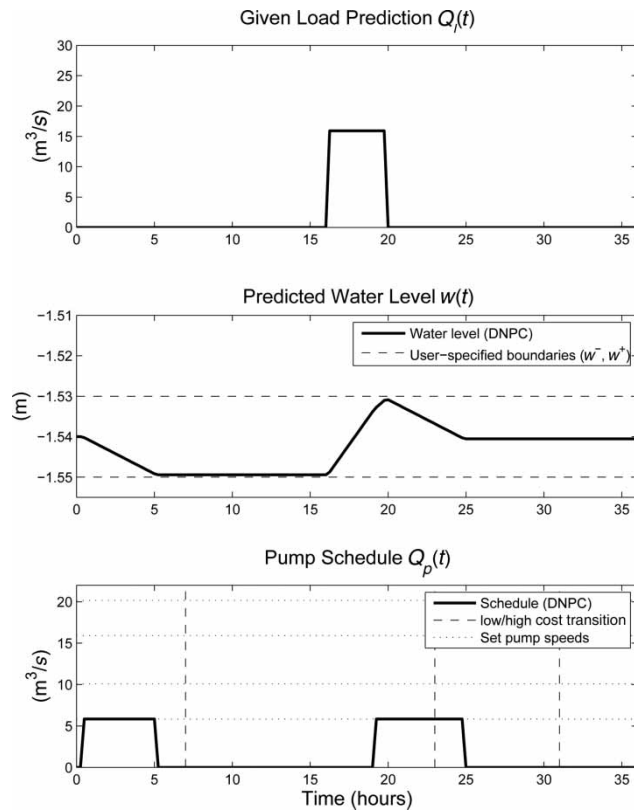 Given Load Prediction Q_l(t)
30
25
20
15
10
5
0
(m³/s)
0 5 10 15 20 25 30 35
Predicted Water Level w(t)
−1.51
−1.52
−1.53
−1.54
−1.55
(m)
Water level (DNPC)
User−specified boundaries (w⁻, w⁺)
0 5 10 15 20 25 30 35
Pump Schedule Q_p(t)
20
15
10
5
0
(m³/s)
Schedule (DNPC)
low/high cost transition
Set pump speeds
0 5 10 15 20 25 30 35
Time (hours)